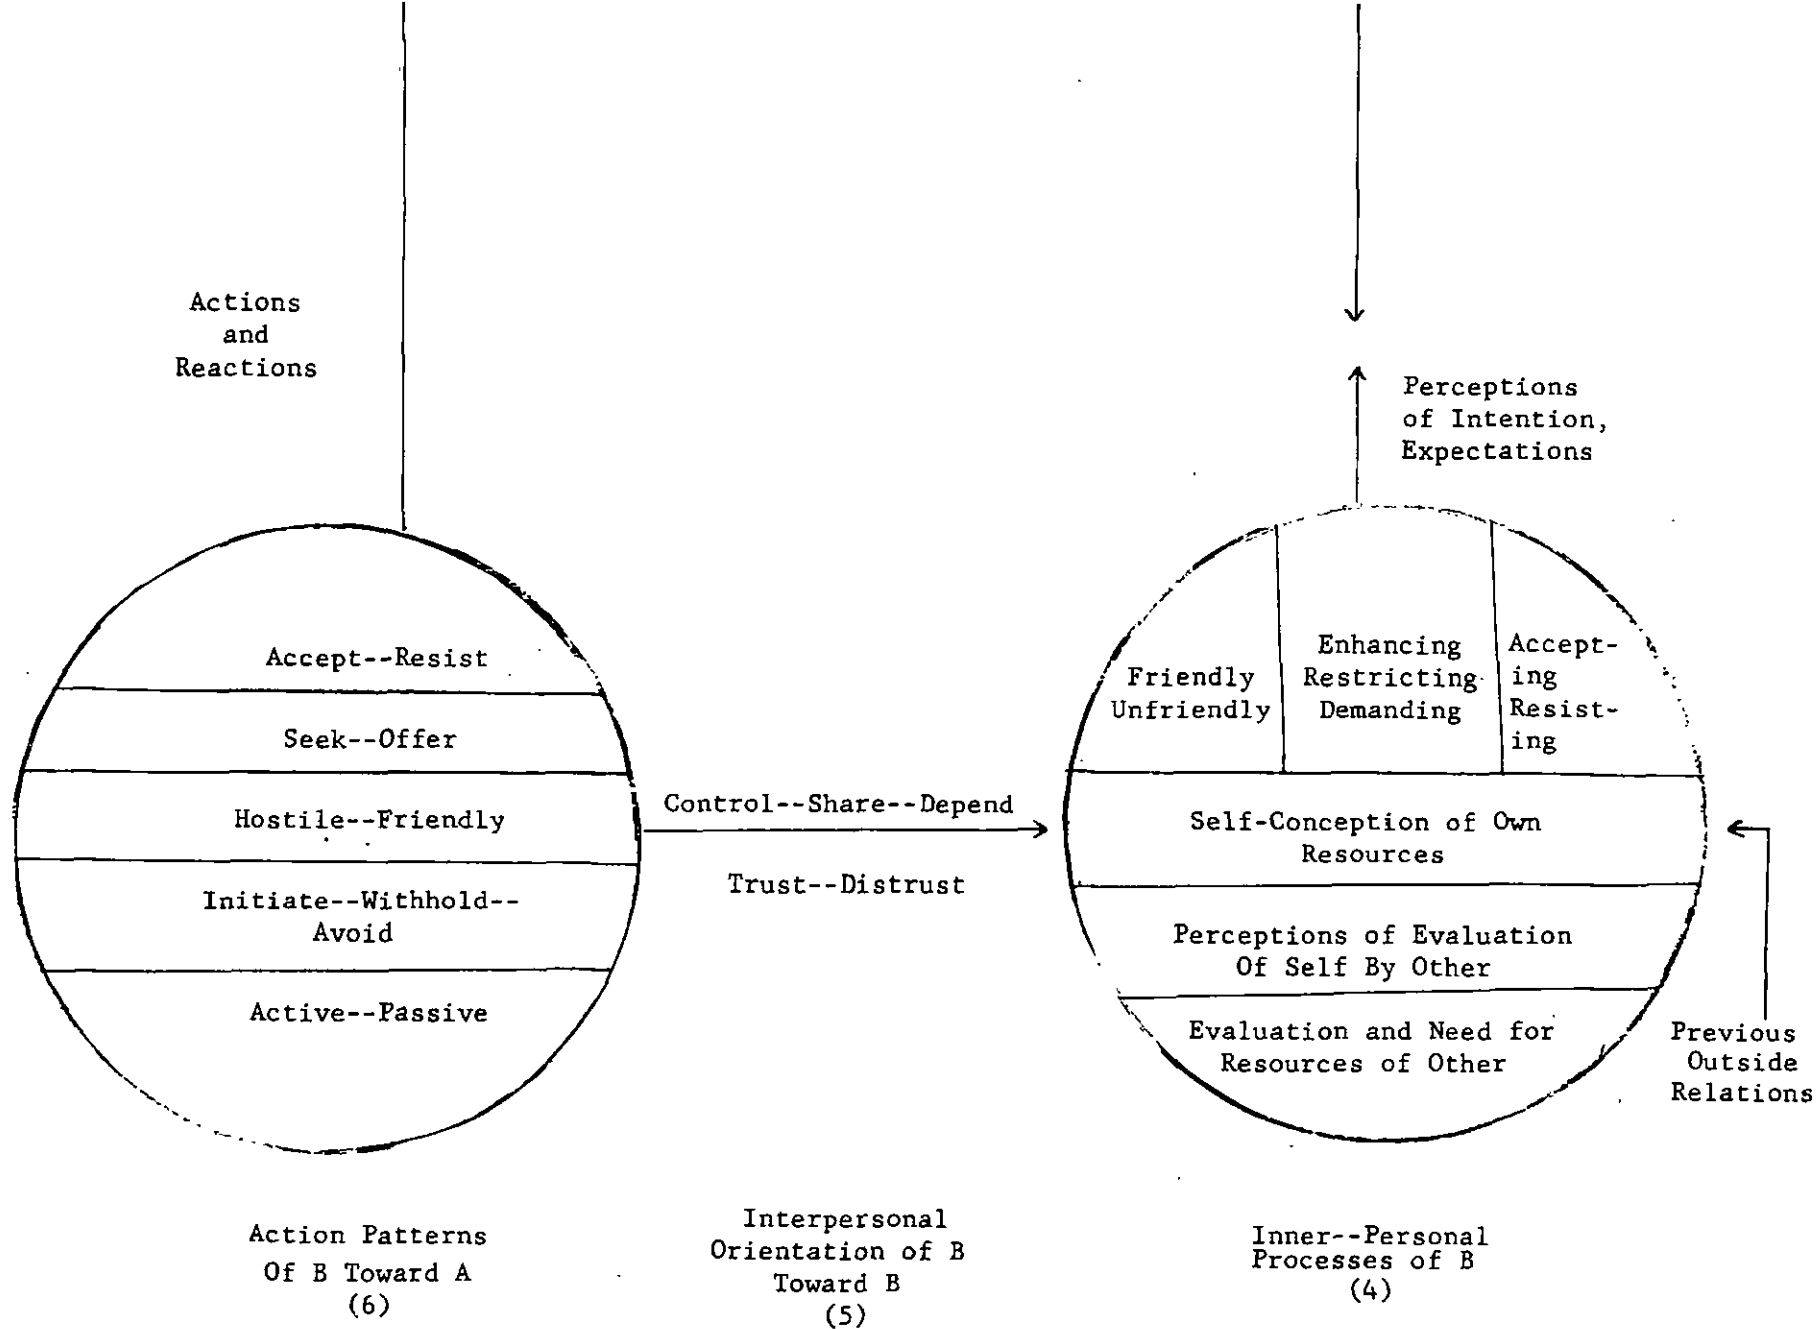 Actions
and
Reactions
Perceptions
of Intention,
Expectations
Accept--Resist
Seek--Offer
Hostile--Friendly
Initiate--Withhold--
Avoid
Active--Passive
Control--Share--Depend
Trust--Distrust
Friendly
Unfriendly
Enhancing
Restricting
Demanding
Accept-
ing
Resist-
ing
Self-Conception of Own
Resources
Perceptions of Evaluation
Of Self By Other
Evaluation and Need for
Resources of Other
Previous
Outside
Relations
Action Patterns
Of B Toward A
(6)
Interpersonal
Orientation of B
Toward B
(5)
Inner--Personal
Processes of B
(4)